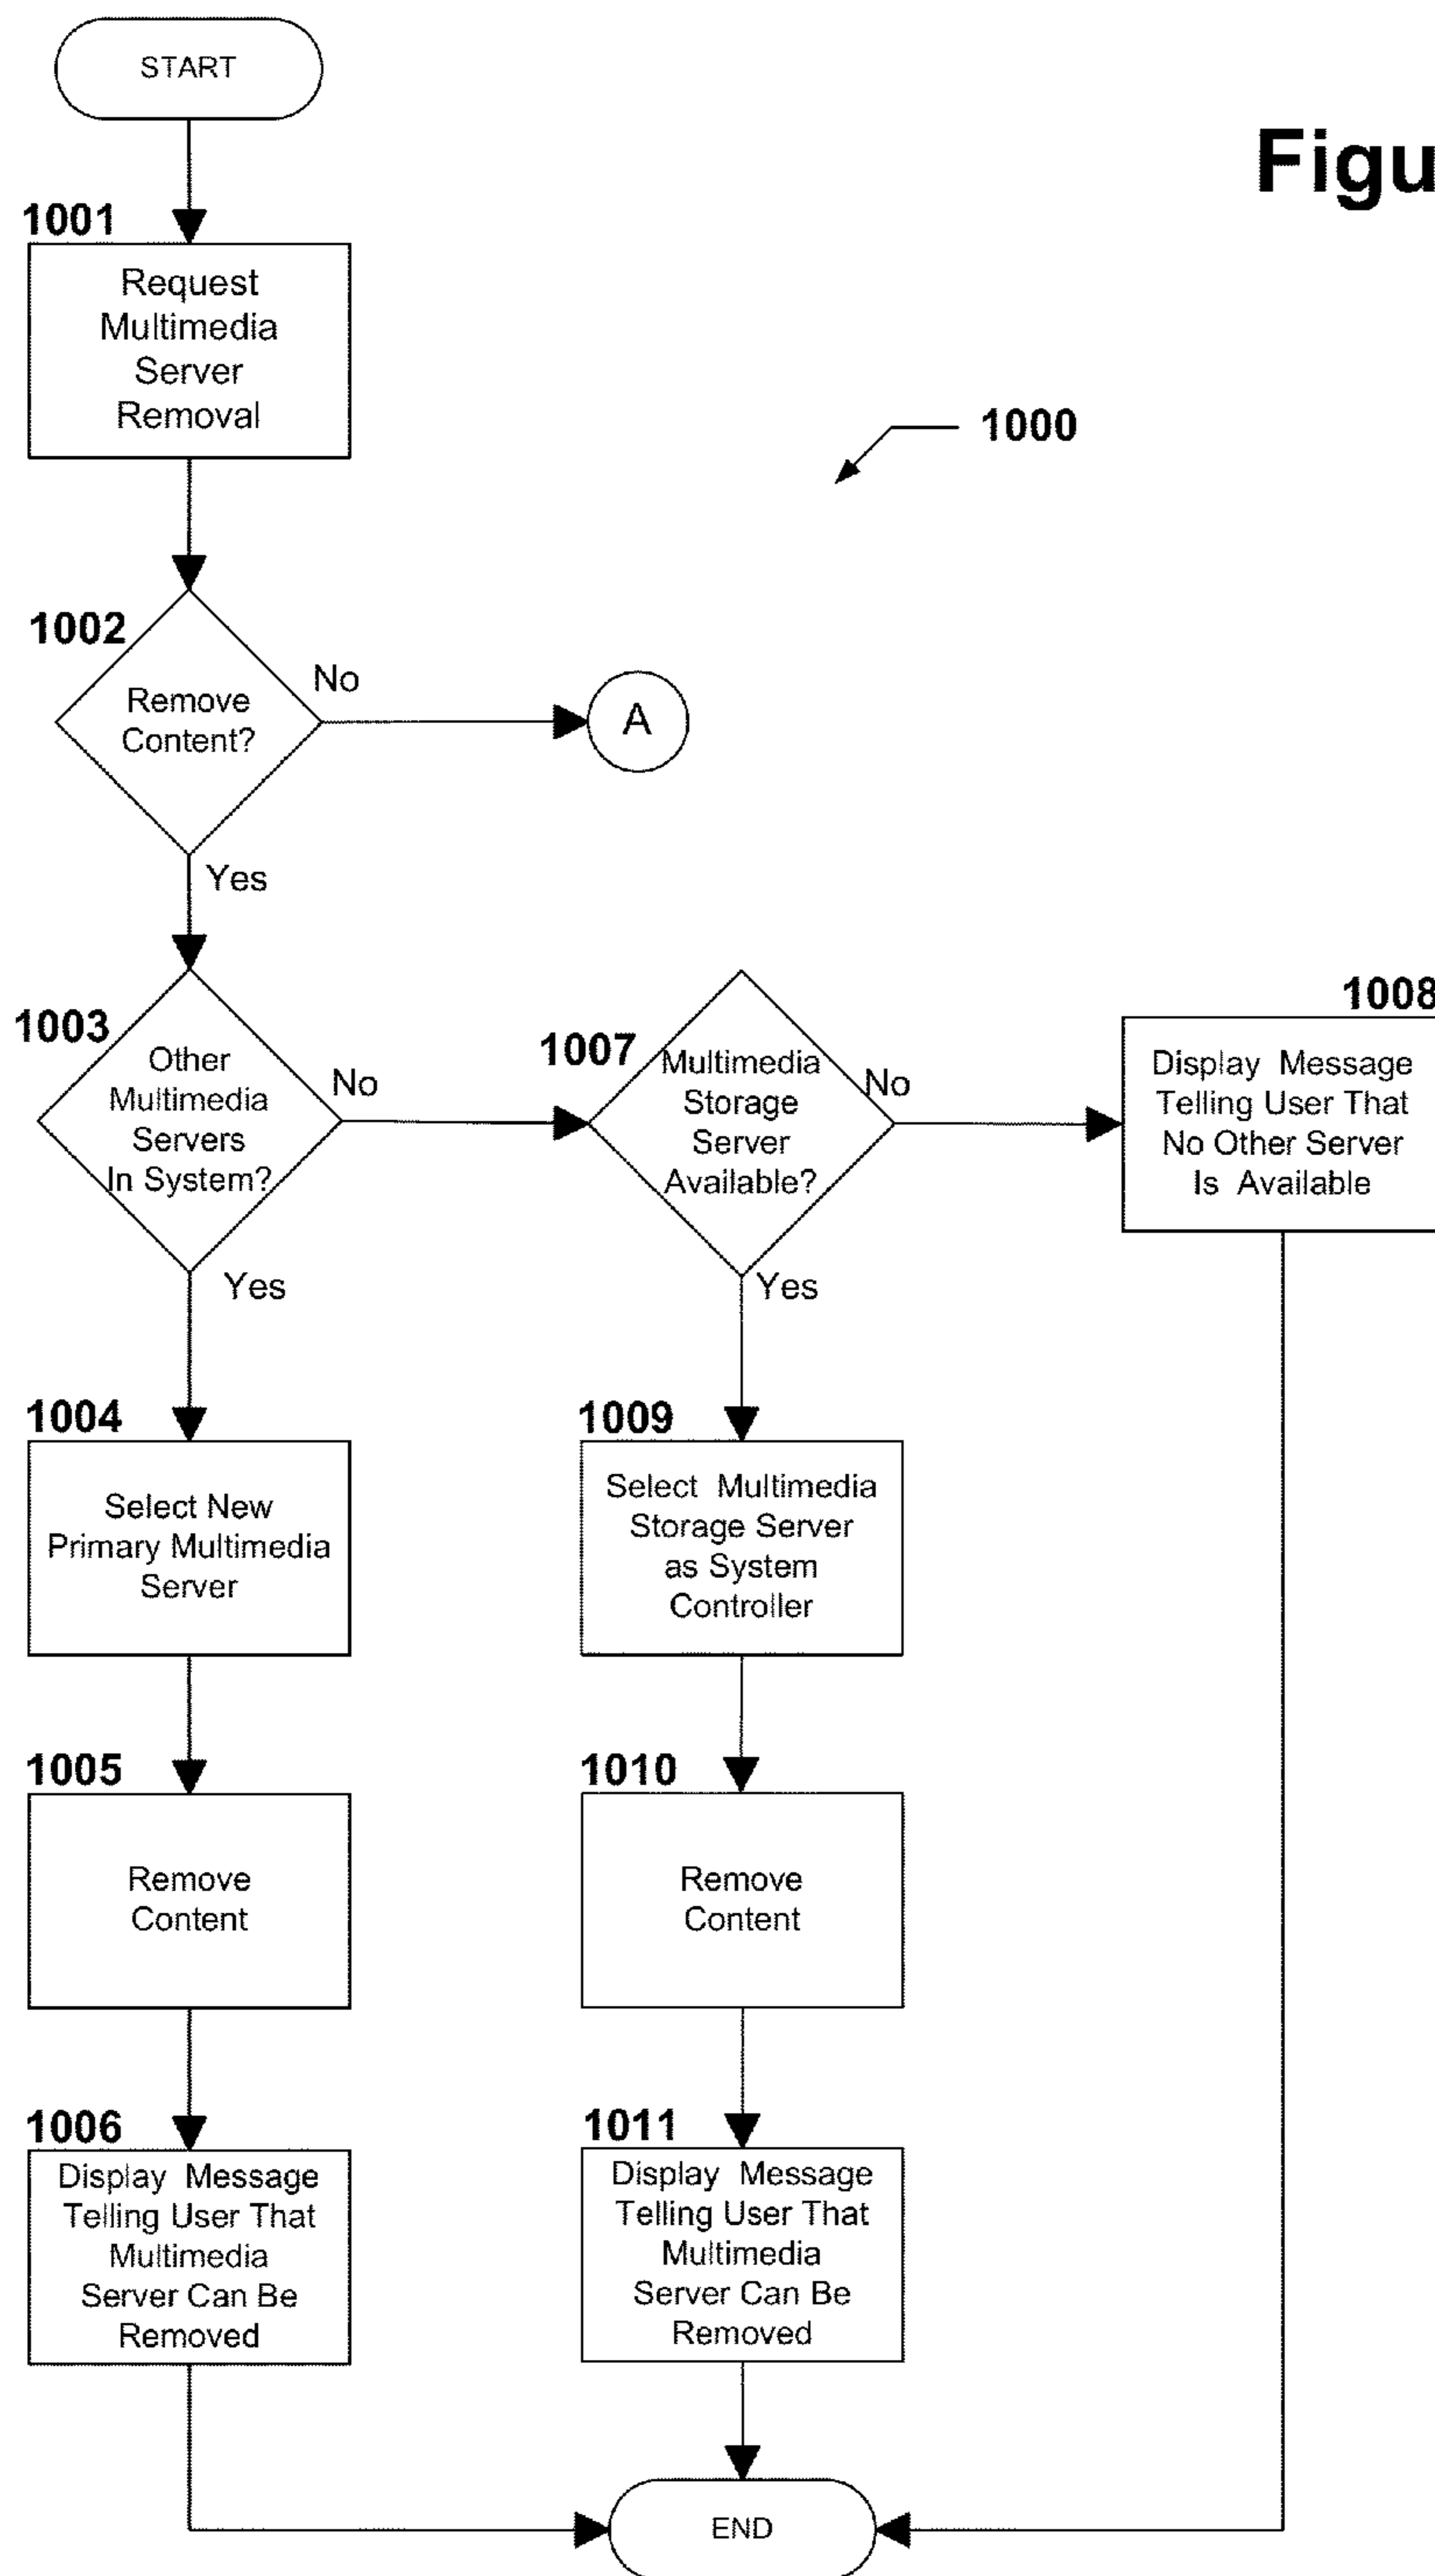 START
Figu
1001
Request
Multimedia
Server
Removal
1000
1002
Remove
Content?
No
A
Yes
1003
Other
Multimedia
Servers
In System?
No
1007
Multimedia
Storage
Server
Available?
No
1008
Display Message
Telling User That
No Other Server
Is Available
Yes
Yes
1004
Select New
Primary Multimedia
Server
1009
Select Multimedia
Storage Server
as System
Controller
1005
Remove
Content
1010
Remove
Content
1006
Display Message
Telling User That
Multimedia
Server Can Be
Removed
1011
Display Message
Telling User That
Multimedia
Server Can Be
Removed
END